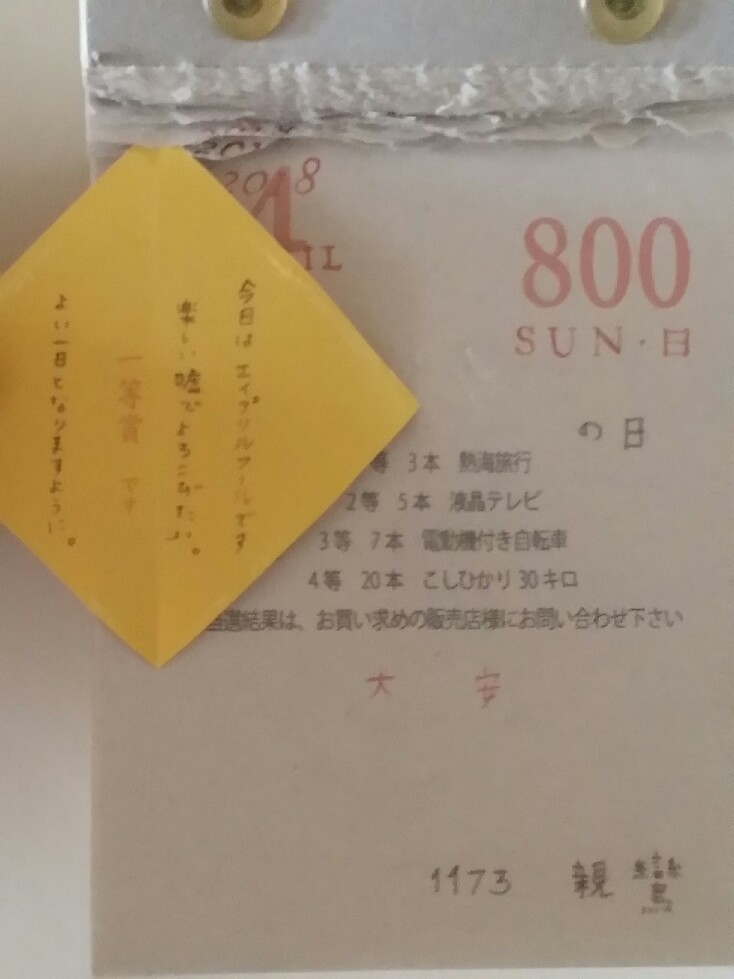 2018
4
IL
800
SUN・日
の日
等 3本 熱海旅行
2等 5本 液晶テレビ
3等 7本 電動機付き自転車
4等 20本 こしひかり30キロ
当選結果は、お買い求めの販売店様にお問い合わせ下さい
大 安
1173 親鸞
今日はエイプリルフールです
楽しい嘘でよろこびたい。
一等賞です
よい一日となりますように。